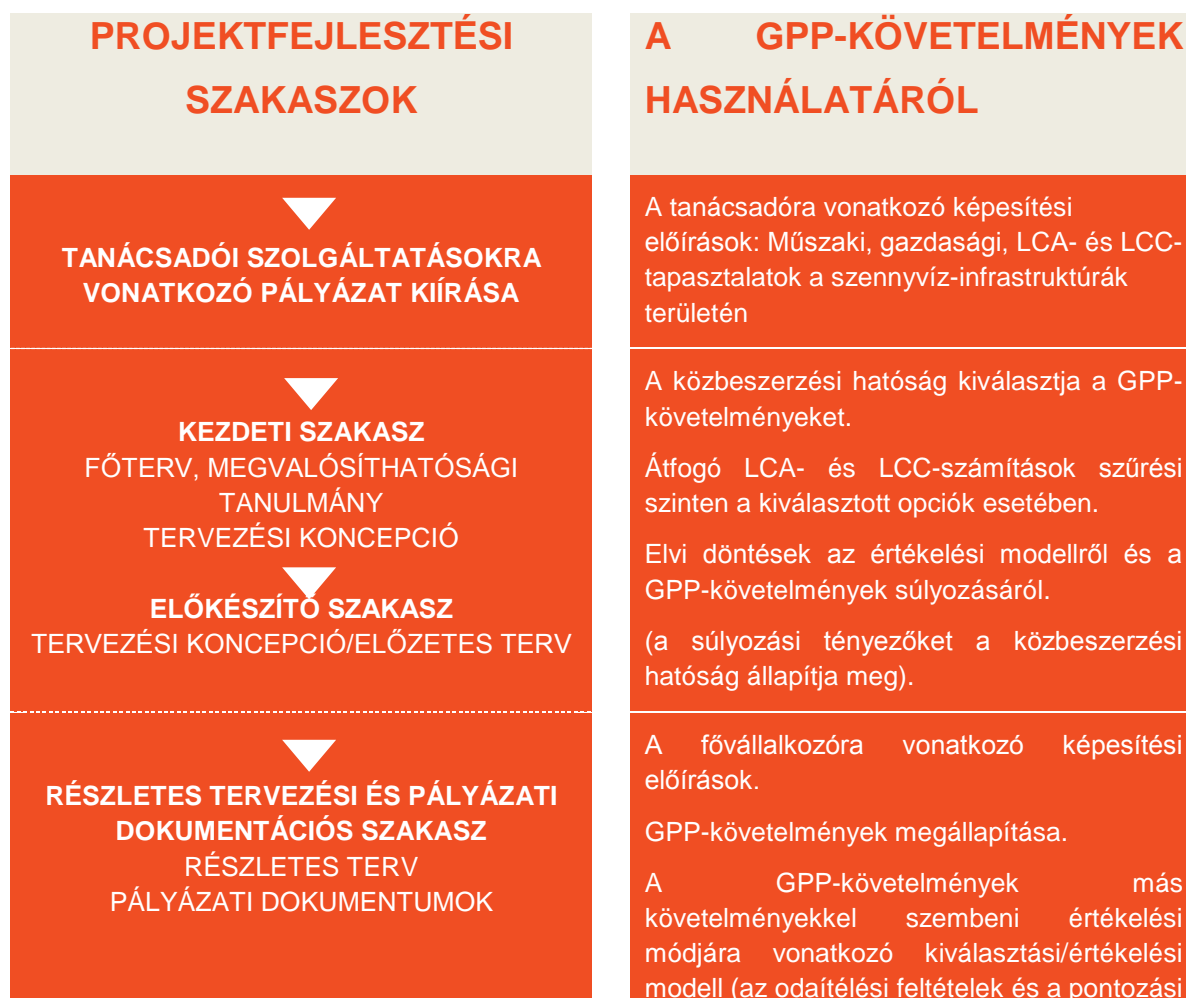 PROJEKTFEJLESZTÉSI
SZAKASZOK
A GPP-KÖVETELMÉNYEK
HASZNÁLATÁRÓL
TANÁCSADÓI SZOLGÁLTATÁSOKRA
VONATKOZÓ PÁLYÁZAT KIÍRÁSA
A tanácsadóra vonatkozó képesítési
előírások: Műszaki, gazdasági, LCA- és LCC-
tapasztalatok a szennyvíz-infrastruktúrák
területén
KEZDETI SZAKASZ
FŐTERV, MEGVALÓSÍTHATÓSÁGI
TANULMÁNY
TERVEZÉSI KONCEPCIÓ
ELŐKÉSZÍTŐ SZAKASZ
TERVEZÉSI KONCEPCIÓ/ELŐZETES TERV
A közbeszerzési hatóság kiválasztja a GPP-
követelményeket.
Átfogó LCA- és LCC-számítások szűrési
szinten a kiválasztott opciók esetében.
Elvi döntések az értékelési modellről és a
GPP-követelmények súlyozásáról.
(a súlyozási tényezőket a közbeszerzési
hatóság állapítja meg).
RÉSZLETES TERVEZÉSI ÉS PÁLYÁZATI
DOKUMENTÁCIÓS SZAKASZ
RÉSZLETES TERV
PÁLYÁZATI DOKUMENTUMOK
A fővállalkozóra vonatkozó képesítési
előírások.
GPP-követelmények megállapítása.
A GPP-követelmények más
követelményekkel szembeni értékelési
módjára vonatkozó kiválasztási/értékelési
modell (az odaítélési feltételek és a pontozási